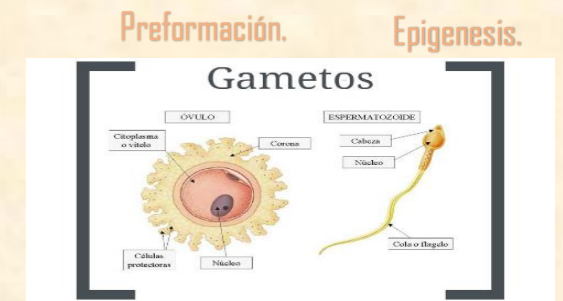 Preformación.
Epigenesis.
Gametos
ÓVULO
ESPERMATOZOIDE
Citoplasma
o vitelo
Corona
Cabeza
Núcleo
Células
protectoras
Núcleo
Cola o flagelo